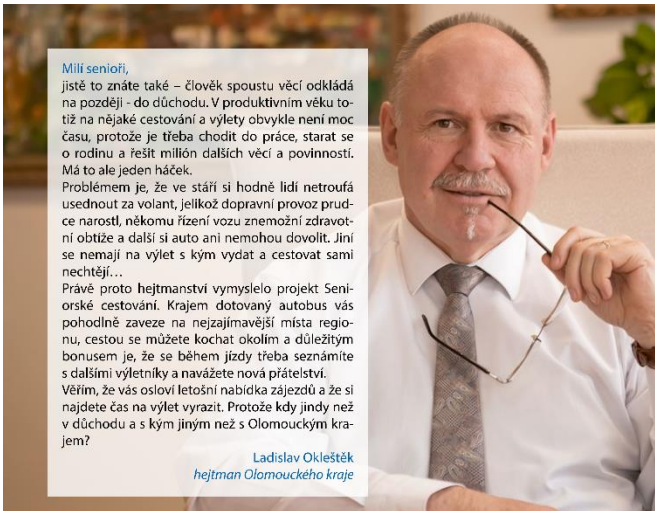 Milí senioři,
jistě to znáte také – člověk spoustu věcí odkládá
na později - do důchodu. V produktivním věku to-
tiž na nějaké cestování a výlety obvykle není moc
času, protože je třeba chodit do práce, starat se
o rodinu a řešit milión dalších věcí a povinností.
Má to ale jeden háček.
Problémem je, že ve stáří si hodně lidí netroufá
usednout za volant, jelikož dopravní provoz prud-
ce narostl, někomu řízení vozu znemožní zdravot-
ní obtíže a další si auto ani nemohou dovolit. Jiní
se nemají na výlet s kým vydat a cestovat sami
nechtějí…
Právě proto hejtmanství vymyslelo projekt Seni-
orské cestování. Krajem dotovaný autobus vás
pohodlně zaveze na nejzajímavější místa regio-
nu, cestou se můžete kochat okolím a důležitým
bonusem je, že se během jízdy třeba seznámíte
s dalšími výletníky a navážete nová přátelství.
Věřím, že vás osloví letošní nabídka zájezdů a že si
najdete čas na výlet vyrazit. Protože kdy jindy než
v důchodu a s kým jiným než s Olomouckým kra-
jem?
Ladislav Okleštěk
hejtman Olomouckého kraje